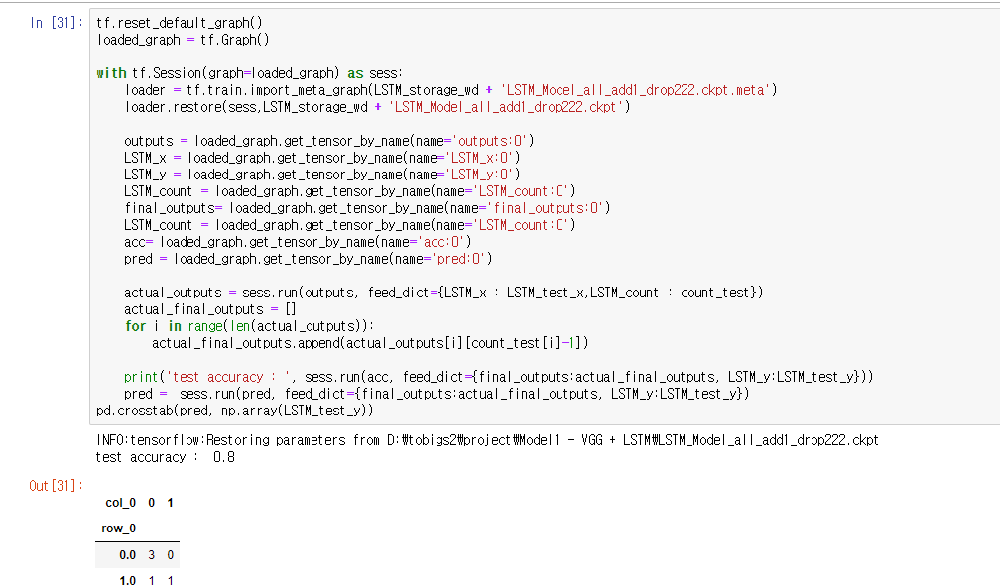 In [31]: tf.reset_default_graph()
loaded_graph = tf.Graph()

with tf.Session(graph=loaded_graph) as sess:
    loader = tf.train.import_meta_graph(LSTM_storage_wd + 'LSTM_Model_all_add1_drop222.ckpt.meta')
    loader.restore(sess,LSTM_storage_wd + 'LSTM_Model_all_add1_drop222.ckpt')

    outputs = loaded_graph.get_tensor_by_name(name='outputs:0')
    LSTM_x = loaded_graph.get_tensor_by_name(name='LSTM_x:0')
    LSTM_y = loaded_graph.get_tensor_by_name(name='LSTM_y:0')
    LSTM_count = loaded_graph.get_tensor_by_name(name='LSTM_count:0')
    final_outputs= loaded_graph.get_tensor_by_name(name='final_outputs:0')
    LSTM_count = loaded_graph.get_tensor_by_name(name='LSTM_count:0')
    acc= loaded_graph.get_tensor_by_name(name='acc:0')
    pred = loaded_graph.get_tensor_by_name(name='pred:0')

    actual_outputs = sess.run(outputs, feed_dict={LSTM_x : LSTM_test_x,LSTM_count : count_test})
    actual_final_outputs = []
    for i in range(len(actual_outputs)):
        actual_final_outputs.append(actual_outputs[i][count_test[i]-1])

    print('test accuracy : ', sess.run(acc, feed_dict={final_outputs:actual_final_outputs, LSTM_y:LSTM_test_y}))
    pred =  sess.run(pred, feed_dict={final_outputs:actual_final_outputs, LSTM_y:LSTM_test_y})
pd.crosstab(pred, np.array(LSTM_test_y))
INFO:tensorflow:Restoring parameters from D:₩tobigs2₩project₩Model1 - VGG + LSTM₩LSTM_Model_all_add1_drop222.ckpt
test accuracy :  0.8
Out[31]:
col_0 0 1
row_0
0.0 3 0
1.0 1 1